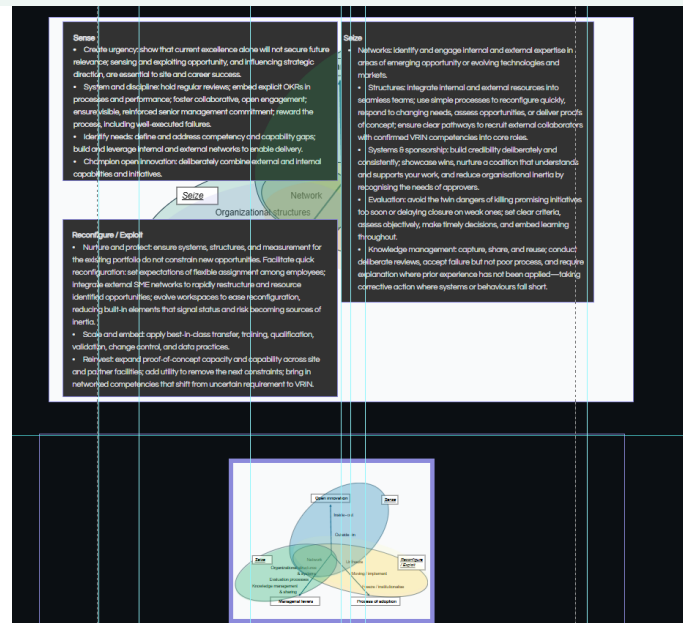 Sense
• Create urgency: show that current excellence alone will not secure future
relevance; sensing and exploiting opportunity, and influencing strategic
direction, are essential to site and career success.
• System and discipline: hold regular reviews; embed explicit OKRs in
processes and performance; foster collaborative, open engagement;
ensure visible, reinforced senior management commitment; reward the
process, including well-executed failures.
• Identify needs: define and address competency and capability gaps;
build and leverage internal and external networks to enable delivery.
• Champion open innovation: deliberately combine external and internal
capabilities and initiatives.
Seize
• Networks: identify and engage internal and external expertise in
areas of emerging opportunity or evolving technologies and
markets.
• Structures: integrate internal and external resources into
seamless teams; use simple processes to reconfigure quickly,
respond to changing needs, assess opportunities, or deliver proofs
of concept; ensure clear pathways to recruit external collaborators
with confirmed VRIN competencies into core roles.
• Systems & sponsorship: build credibility deliberately and
consistently; showcase wins, nurture a coalition that understands
and supports your work, and reduce organisational inertia by
recognising the needs of approvers.
• Evaluation: avoid the twin dangers of killing promising initiatives
too soon or delaying closure on weak ones; set clear criteria,
assess objectively, make timely decisions, and embed learning
throughout.
• Knowledge management: capture, share, and reuse; conduct
deliberate reviews, accept failure but not poor process, and require
explanation where prior experience has not been applied—taking
corrective action where systems or behaviours fall short.
Seize
Network
Organizational structures
Reconfigure / Exploit
• Nurture and protect: ensure systems, structures, and measurement for
the existing portfolio do not constrain new opportunities. Facilitate quick
reconfiguration: set expectations of flexible assignment among employees;
integrate external SME networks to rapidly restructure and resource
identified opportunities; evolve workspaces to ease reconfiguration,
reducing built-in elements that signal status and risk becoming sources of
inertia.
• Scale and embed: apply best-in-class transfer, training, qualification,
validation, change control, and data practices.
• Reinvest: expand proof-of-concept capacity and capability across site
and partner facilities; add utility to remove the next constraints; bring in
networked competencies that shift from uncertain requirement to VRIN.
Open innovation
Sense
Seize
Network
Reconfigure
/ Exploit
Organizational structures
Evaluation processes
Knowledge management
& sharing
Managerial levers
Process of adoption